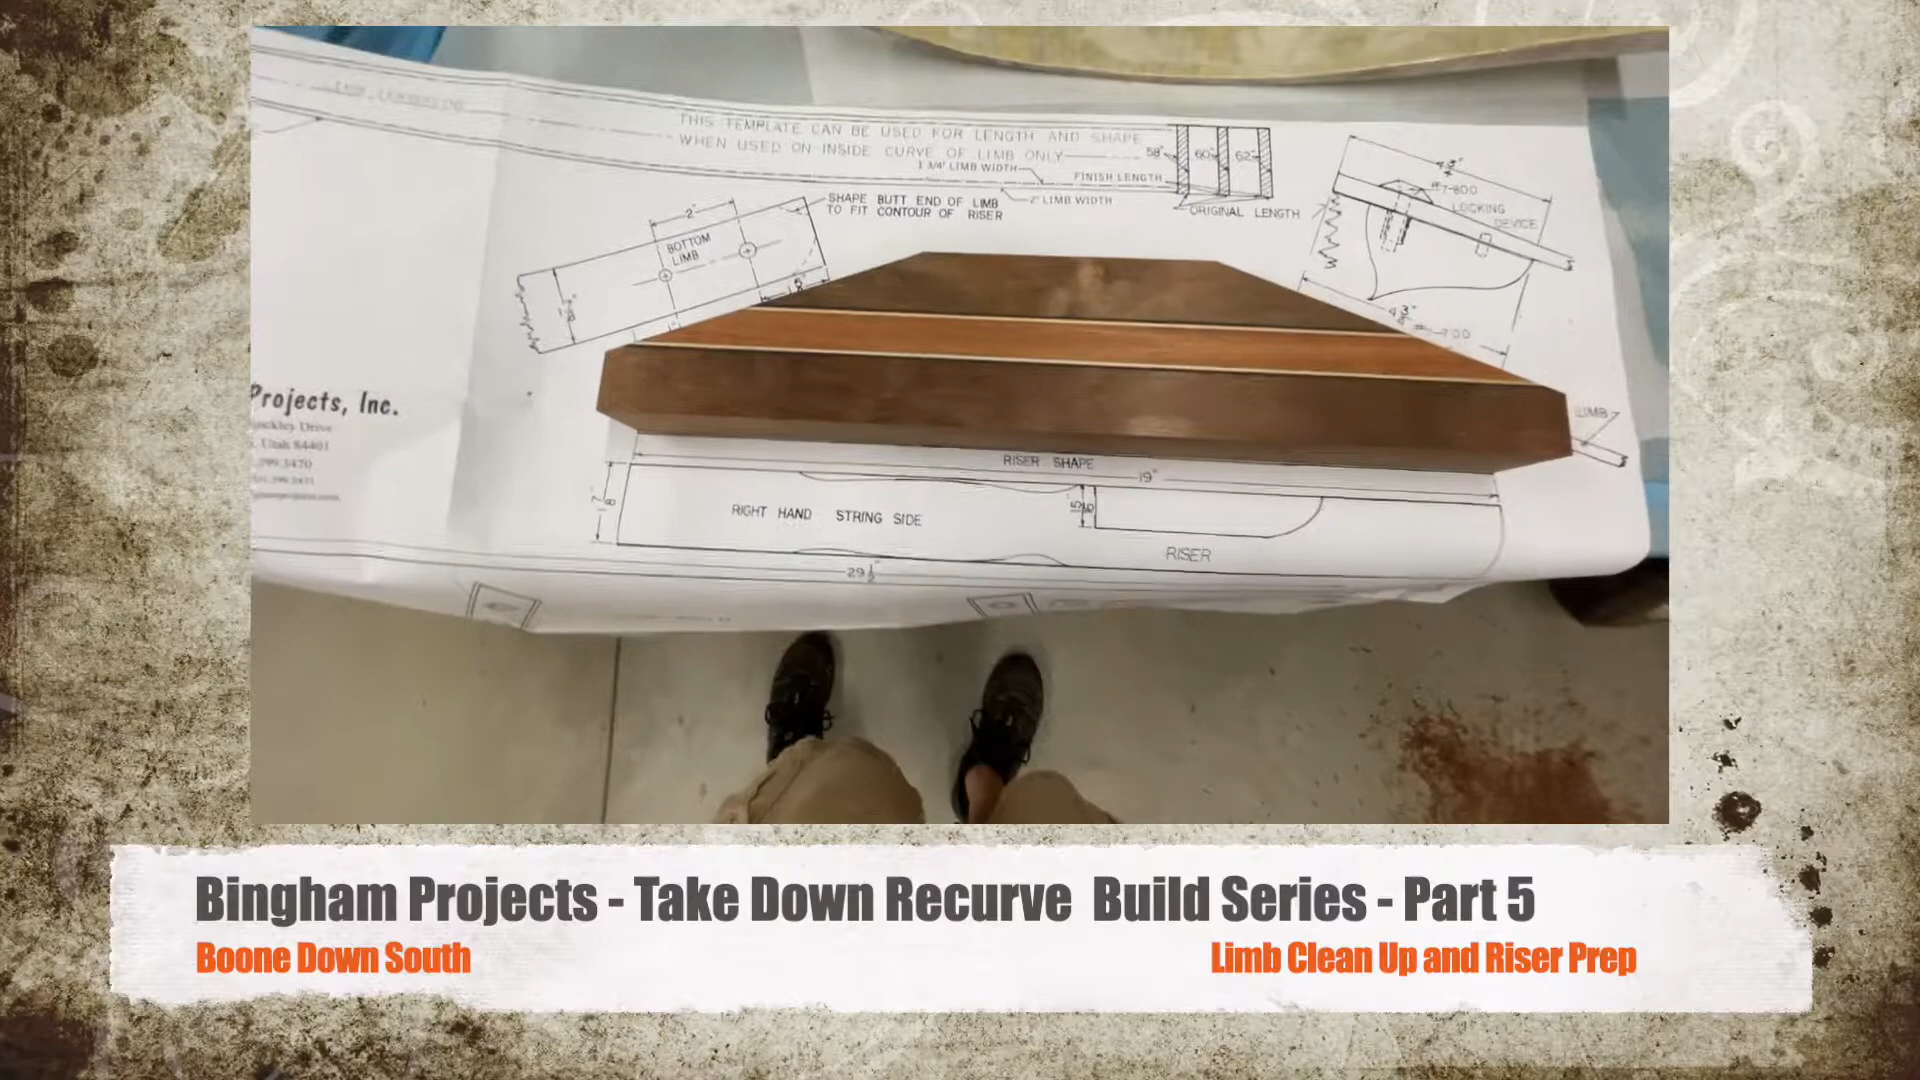 THIS TEMPLATE CAN BE USED FOR LENGTH AND SHAPE
WHEN USED ON INSIDE CURVE OF LIMB ONLY
1 3/4" LIMB WIDTH
FINISH LENGTH
2" LIMB WIDTH
58"
60"
62"
ORIGINAL LENGTH
SHAPE BUTT END OF LIMB
TO FIT CONTOUR OF RISER
2"
BOTTOM
LIMB
LOCKING
DEVICE
LIMB
Projects, Inc.
Utah 84401
RISER SHAPE
19"
RIGHT HAND STRING SIDE
RISER
29 1/2"
Bingham Projects - Take Down Recurve Build Series - Part 5
Boone Down South
Limb Clean Up and Riser Prep